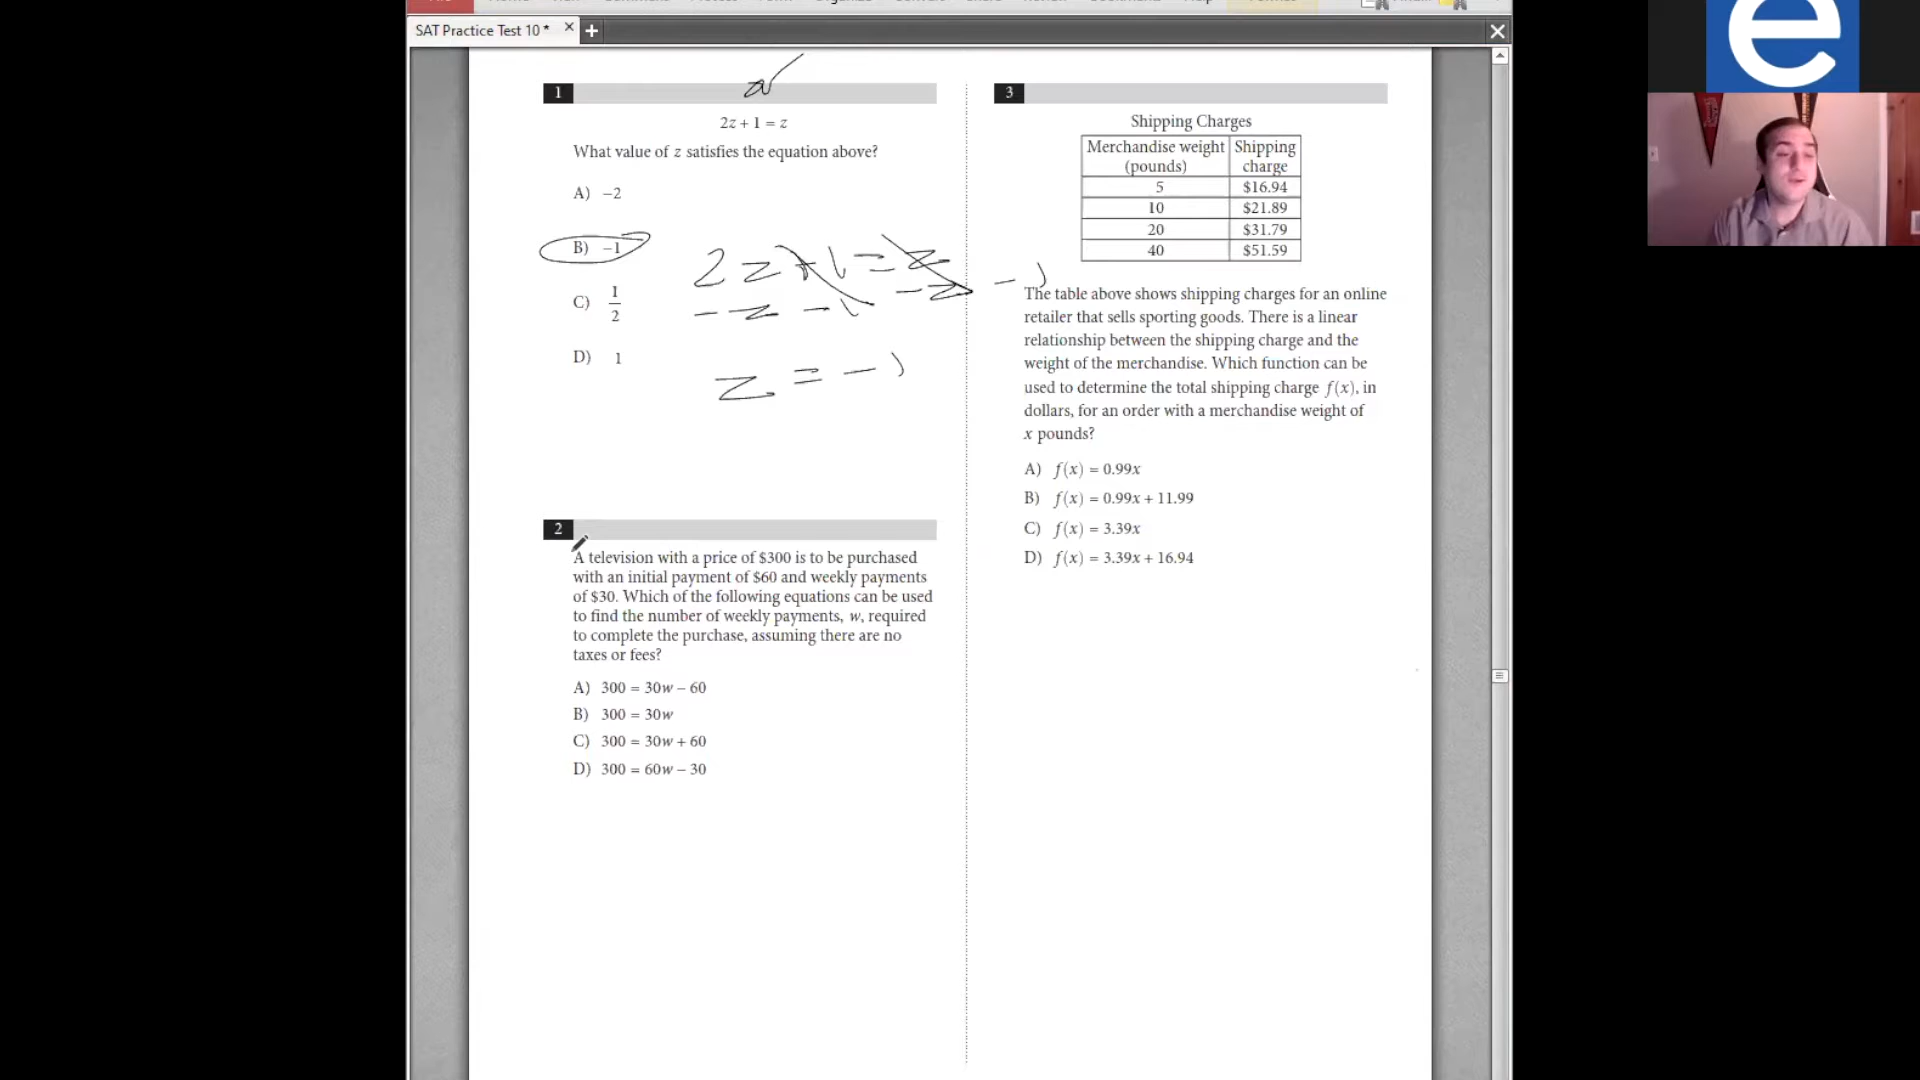 SAT Practice Test 10 *
1
2z + 1 = z
What value of z satisfies the equation above?
A) −2
B) −1
C) 1/2
D) 1
2z + 1 = z
− z − 1 − z − 1
z = − 1
2
A television with a price of $300 is to be purchased
with an initial payment of $60 and weekly payments
of $30. Which of the following equations can be used
to find the number of weekly payments, w, required
to complete the purchase, assuming there are no
taxes or fees?
A) 300 = 30w − 60
B) 300 = 30w
C) 300 = 30w + 60
D) 300 = 60w − 30
3
Shipping Charges
Merchandise weight (pounds) Shipping charge
5 $16.94
10 $21.89
20 $31.79
40 $51.59
The table above shows shipping charges for an online
retailer that sells sporting goods. There is a linear
relationship between the shipping charge and the
weight of the merchandise. Which function can be
used to determine the total shipping charge f(x), in
dollars, for an order with a merchandise weight of
x pounds?
A) f(x) = 0.99x
B) f(x) = 0.99x + 11.99
C) f(x) = 3.39x
D) f(x) = 3.39x + 16.94
e